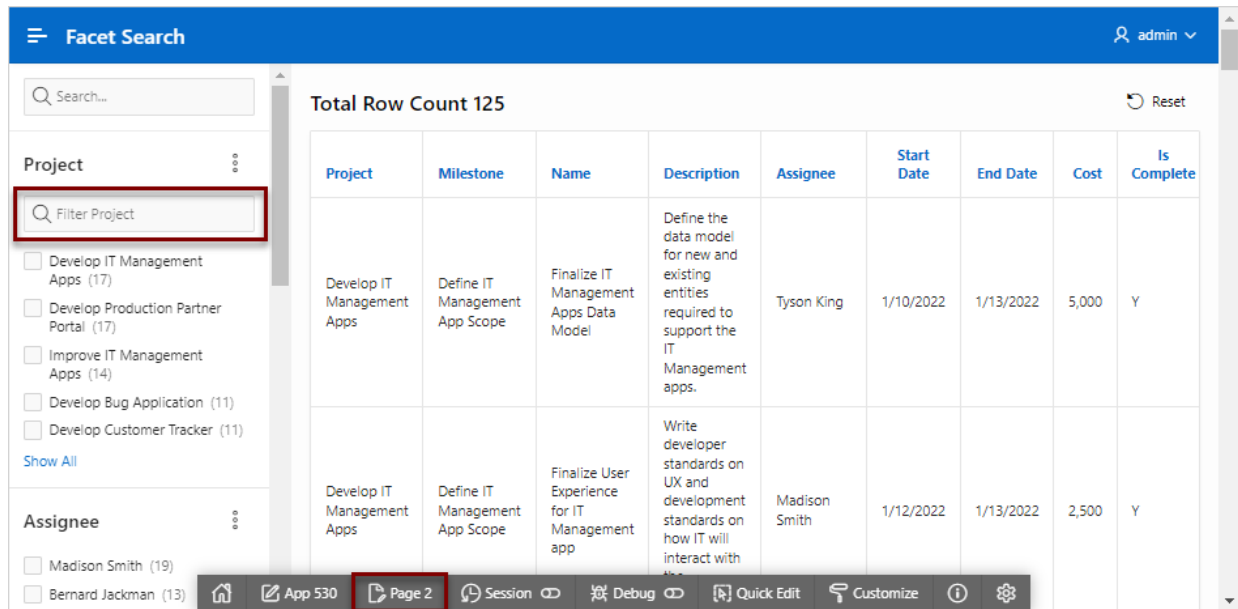 Facet Search
admin
Search...
Project
Filter Project
Develop IT Management
Apps (17)
Develop Production Partner
Portal (17)
Improve IT Management
Apps (14)
Develop Bug Application (11)
Develop Customer Tracker (11)
Show All
Assignee
Madison Smith (19)
Bernard Jackman (13)
Total Row Count 125
Reset
Project
Milestone
Name
Description
Assignee
Start
Date
End Date
Cost
Is
Complete
Develop IT
Management
Apps
Define IT
Management
App Scope
Finalize IT
Management
Apps Data
Model
Define the
data model
for new and
existing
entities
required to
support the
IT
Management
apps.
Tyson King
1/10/2022
1/13/2022
5,000
Y
Develop IT
Management
Apps
Define IT
Management
App Scope
Finalize User
Experience
for IT
Management
app
Write
developer
standards on
UX and
development
standards on
how IT will
interact with
Madison
Smith
1/12/2022
1/13/2022
2,500
Y
App 530
Page 2
Session
Debug
Quick Edit
Customize